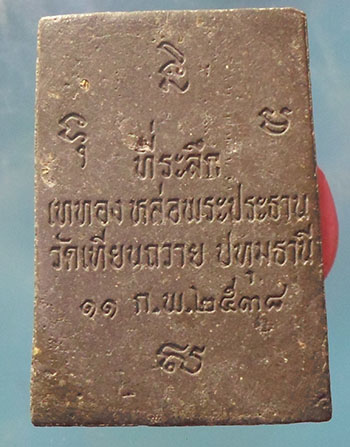 ที่ระลึก
เททองหล่อพระประธาน
วัดเทียนถวาย ปทุมธานี
๑๑ ก.พ.๒๕๓๘